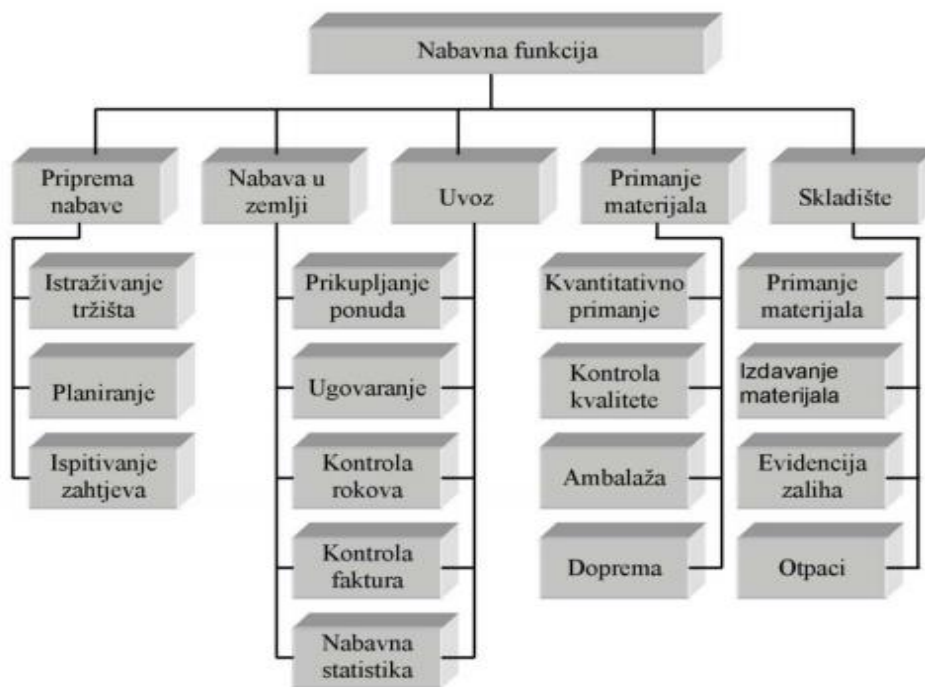 Nabavna funkcija
Priprema
nabave
Nabava u
zemlji
Uvoz
Primanje
materijala
Skladište
Istraživanje
tržišta
Planiranje
Ispitivanje
zahtjeva
Prikupljanje
ponuda
Ugovaranje
Kontrola
rokova
Kontrola
faktura
Nabavna
statistika
Kvantitativno
primanje
Kontrola
kvalitete
Ambalaža
Doprema
Primanje
materijala
Izdavanje
materijala
Evidencija
zaliha
Otpaci